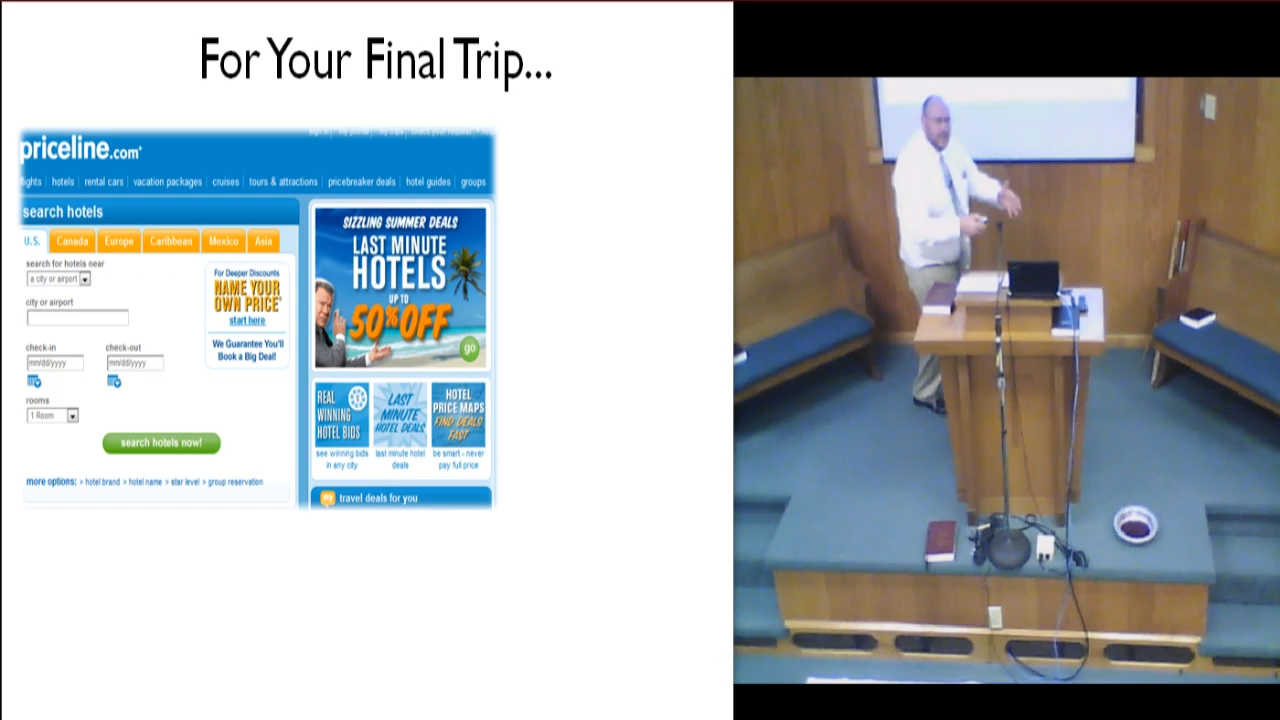 For Your Final Trip...
priceline.com
hotels rental cars vacation packages cruises tours & attractions pricebreaker deals hotel guides groups
search hotels
U.S. Canada Europe Caribbean Mexico Asia
search for hotels near
a city or airport
city or airport
check-in check-out
mm/dd/yyyy mm/dd/yyyy
rooms
1 Room
search hotels now!
more options: > hotel brand > hotel name > star level > group reservation
For Deeper Discounts
NAME YOUR
OWN PRICE
start here
We Guarantee You'll
Book a Big Deal!
SIZZLING SUMMER DEALS
LAST MINUTE
HOTELS
UP TO
50% OFF
go
REAL
WINNING
HOTEL BIDS
see winning bids
in any city
LAST
MINUTE
HOTEL DEALS
last minute hotel
deals
HOTEL
PRICE MAPS
FIND DEALS
FAST
be smart - never
pay full price
my travel deals for you